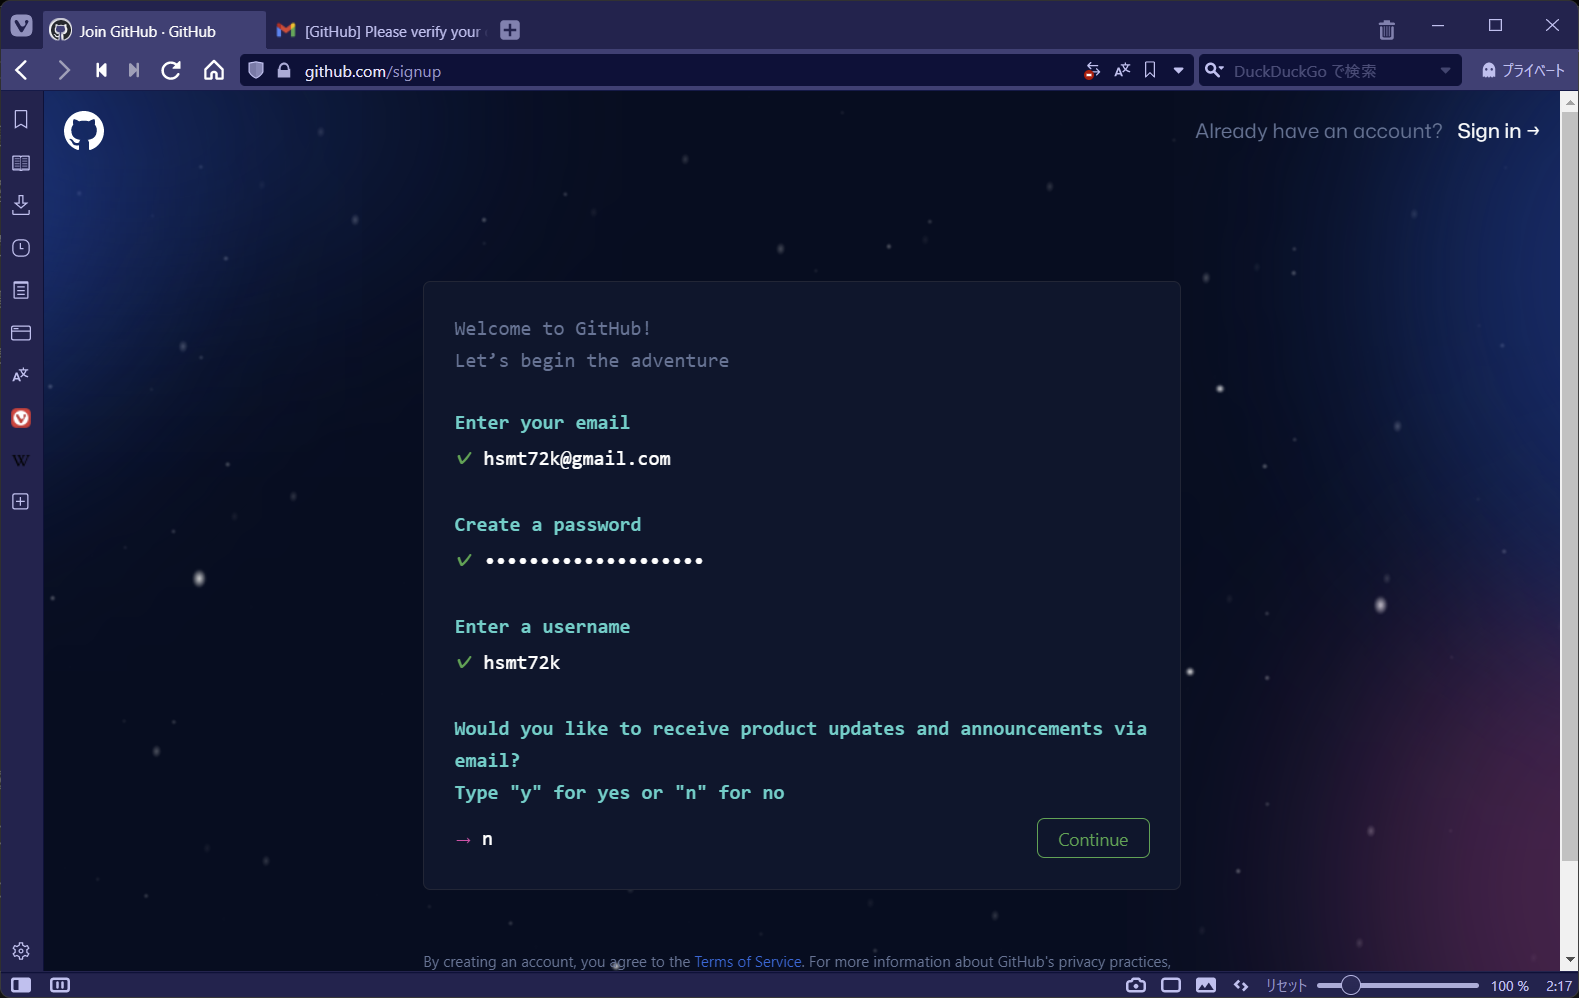 Join GitHub · GitHub
[GitHub] Please verify your
github.com/signup
DuckDuckGo で検索
プライベート
Already have an account? Sign in →
Welcome to GitHub!
Let’s begin the adventure
Enter your email
✓ hsmt72k@gmail.com
Create a password
✓ ••••••••••••••••••••
Enter a username
✓ hsmt72k
Would you like to receive product updates and announcements via
email?
Type "y" for yes or "n" for no
→ n
Continue
By creating an account, you agree to the Terms of Service. For more information about GitHub's privacy practices,
リセット
100 %
2:17